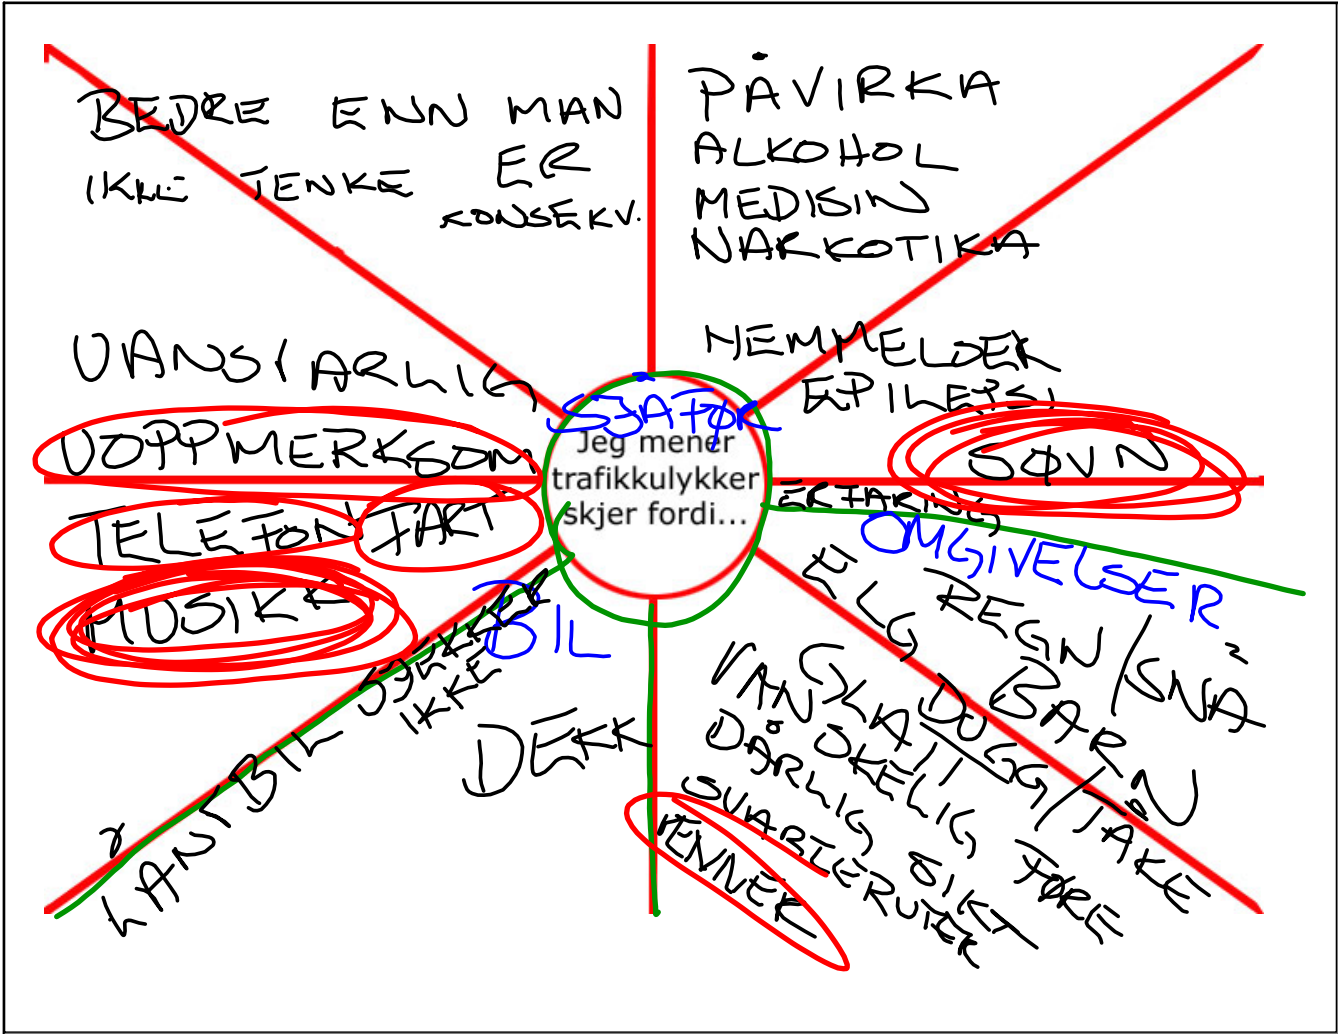 BEDRE ENN MAN
ER
IKKE TENKE
KONSEKV.
PÅVIRKA
ALKOHOL
MEDISIN
NARKOTIKA
UANSVARLIG
UOPPMERKSOM
TELEFON FART
MUSIKK
HEMMELDER
EPILEPSI
SØVN
ERFARING
SJÅFØR
Jeg mener
trafikkulykker
skjer fordi...
OMGIVELSER
ELG REGN/SNØ
BARN
GLATT DUGG/TÅKE
VANSKELIG FØRE
DÅRLIG SIKT
SVARTE RUTER
VENNER
BIL
SJEKKER
IKKE
DEKK
LÅNT BIL